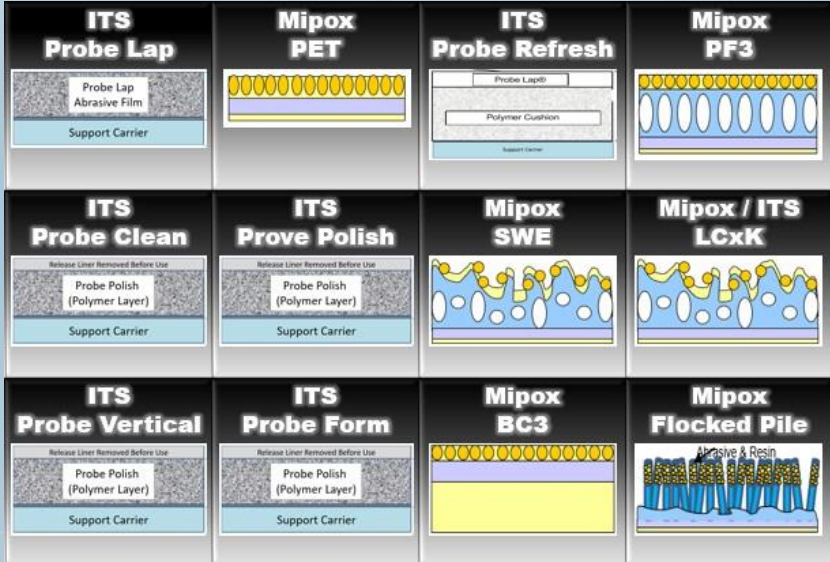 ITS
Probe Lap
Probe Lap
Abrasive Film
Support Carrier
Mipox
PET
ITS
Probe Refresh
Probe Lap®
Polymer Cushion
Support Carrier
Mipox
PF3
ITS
Probe Clean
Release Liner Removed Before Use
Probe Polish
(Polymer Layer)
Support Carrier
ITS
Prove Polish
Release Liner Removed Before Use
Probe Polish
(Polymer Layer)
Support Carrier
Mipox
SWE
Mipox / ITS
LCxK
ITS
Probe Vertical
Release Liner Removed Before Use
Probe Polish
(Polymer Layer)
Support Carrier
ITS
Probe Form
Release Liner Removed Before Use
Probe Polish
(Polymer Layer)
Support Carrier
Mipox
BC3
Mipox
Flocked Pile
Abrasive & Resin